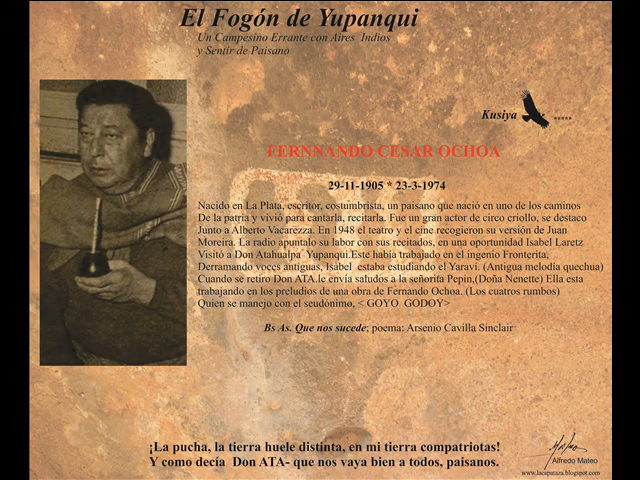 El Fogón de Yupanqui
Un Campesino Errante con Aires Indios
y Sentir de Paisano
Kusiya .....
FERNNANDO CESAR OCHOA
29-11-1905 * 23-3-1974
Nacido en La Plata, escritor, costumbrista, un paisano que nació en uno de los caminos
De la patria y vivió para cantarla, recitarla. Fue un gran actor de circo criollo, se destaco
Junto a Alberto Vacarezza. En 1948 el teatro y el cine recogieron su versión de Juan
Moreira. La radio apuntalo su labor con sus recitados, en una oportunidad Isabel Laretz
Visitó a Don Atahualpa Yupanqui.Este había trabajado en el ingenio Fronterita,
Derramando voces antiguas, Isabel estaba estudiando el Yaraví. (Antigua melodía quechua)
Cuando se retiro Don ATA.le envía saludos a la señorita Pepin,(Doña Nenette) Ella esta
trabajando en los preludios de una obra de Fernando Ochoa. (Los cuatros rumbos)
Quien se manejo con el seudónimo, < GOYO GODOY>
Bs As. Que nos sucede; poema: Arsenio Cavilla Sinclair
¡La pucha, la tierra huele distinta, en mi tierra compatriotas!
Y como decía Don ATA- que nos vaya bien a todos, paisanos.
Alfredo Mateo
www.lacapataza.blogspot.com